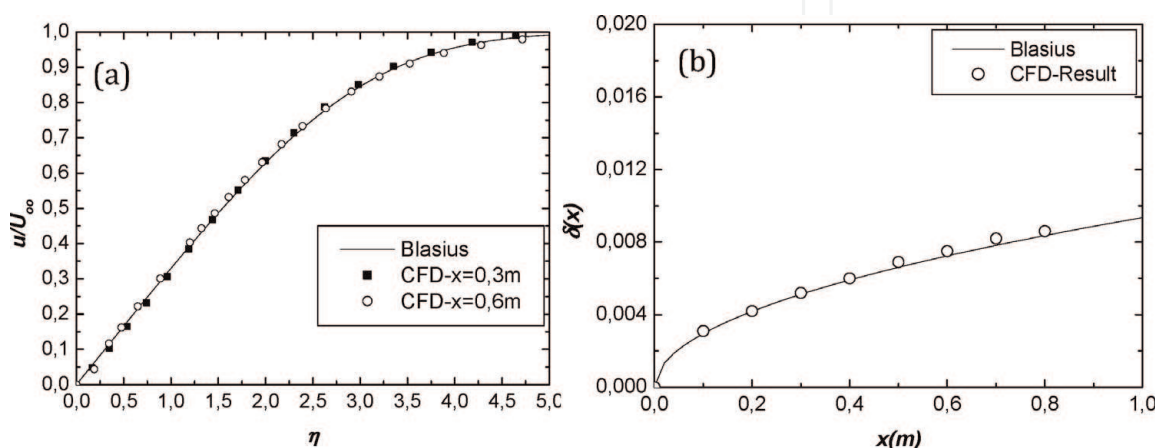 (a)
u/U∞
1,0
0,9
0,8
0,7
0,6
0,5
0,4
0,3
0,2
0,1
0,0
Blasius
CFD-x=0,3m
CFD-x=0,6m
0,0 0,5 1,0 1,5 2,0 2,5 3,0 3,5 4,0 4,5 5,0
η
(b)
δ(x)
0,020
0,016
0,012
0,008
0,004
0,000
Blasius
CFD-Result
0,0 0,2 0,4 0,6 0,8 1,0
x(m)